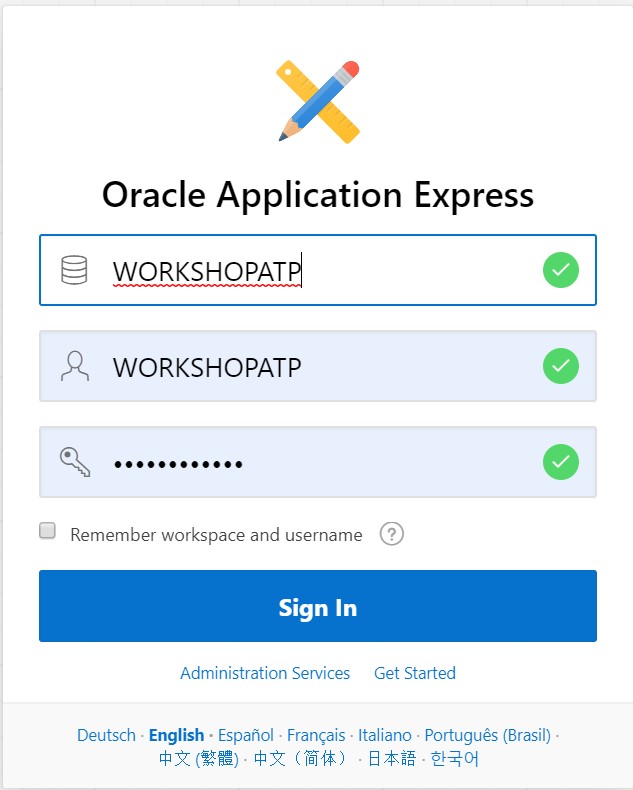 Oracle Application Express
WORKSHOPATP
WORKSHOPATP
••••••••••••
Remember workspace and username ?
Sign In
Administration Services Get Started
Deutsch · English · Español · Français · Italiano · Português (Brasil) ·
中文 (繁體) · 中文（简体） · 日本語 · 한국어